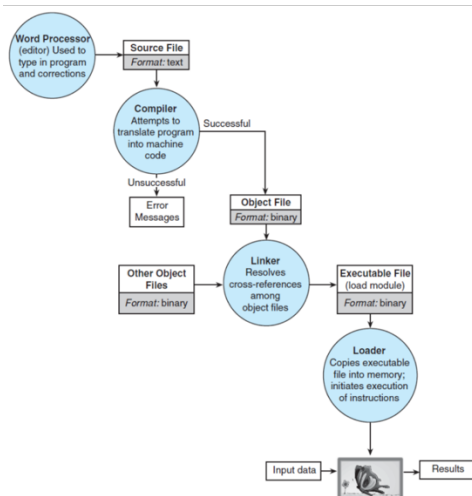 Word Processor
(editor) Used to
type in program
and corrections
Source File
Format: text
Compiler
Attempts to
translate program
into machine
code
Successful
Unsuccessful
Error
Messages
Object File
Format: binary
Other Object
Files
Format: binary
Linker
Resolves
cross-references
among
object files
Executable File
(load module)
Format: binary
Loader
Copies executable
file into memory;
initiates execution
of instructions
Input data
Results